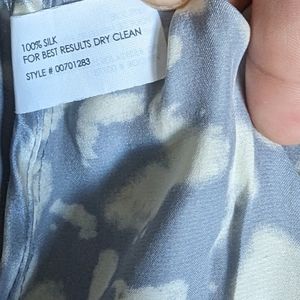 100% SILK
FOR BEST RESULTS DRY CLEAN
STYLE # 00701283